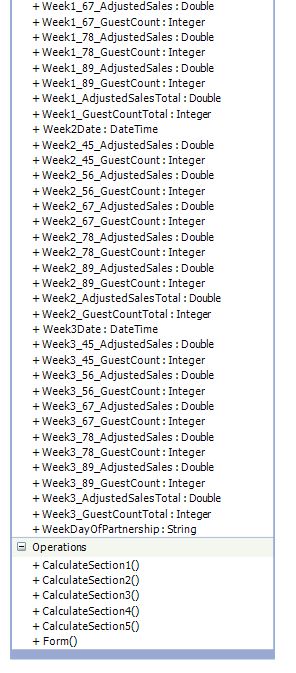 + Week1_67_AdjustedSales : Double
+ Week1_67_GuestCount : Integer
+ Week1_78_AdjustedSales : Double
+ Week1_78_GuestCount : Integer
+ Week1_89_AdjustedSales : Double
+ Week1_89_GuestCount : Integer
+ Week1_AdjustedSalesTotal : Double
+ Week1_GuestCountTotal : Integer
+ Week2Date : DateTime
+ Week2_45_AdjustedSales : Double
+ Week2_45_GuestCount : Integer
+ Week2_56_AdjustedSales : Double
+ Week2_56_GuestCount : Integer
+ Week2_67_AdjustedSales : Double
+ Week2_67_GuestCount : Integer
+ Week2_78_AdjustedSales : Double
+ Week2_78_GuestCount : Integer
+ Week2_89_AdjustedSales : Double
+ Week2_89_GuestCount : Integer
+ Week2_AdjustedSalesTotal : Double
+ Week2_GuestCountTotal : Integer
+ Week3Date : DateTime
+ Week3_45_AdjustedSales : Double
+ Week3_45_GuestCount : Integer
+ Week3_56_AdjustedSales : Double
+ Week3_56_GuestCount : Integer
+ Week3_67_AdjustedSales : Double
+ Week3_67_GuestCount : Integer
+ Week3_78_AdjustedSales : Double
+ Week3_78_GuestCount : Integer
+ Week3_89_AdjustedSales : Double
+ Week3_89_GuestCount : Integer
+ Week3_AdjustedSalesTotal : Double
+ Week3_GuestCountTotal : Integer
+ WeekDayOfPartnership : String
Operations
+ CalculateSection1()
+ CalculateSection2()
+ CalculateSection3()
+ CalculateSection4()
+ CalculateSection5()
+ Form()